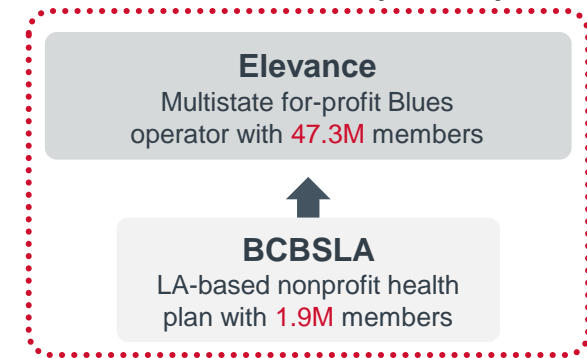 Elevance
Multistate for-profit Blues
operator with 47.3M members
BCBSLA
LA-based nonprofit health
plan with 1.9M members